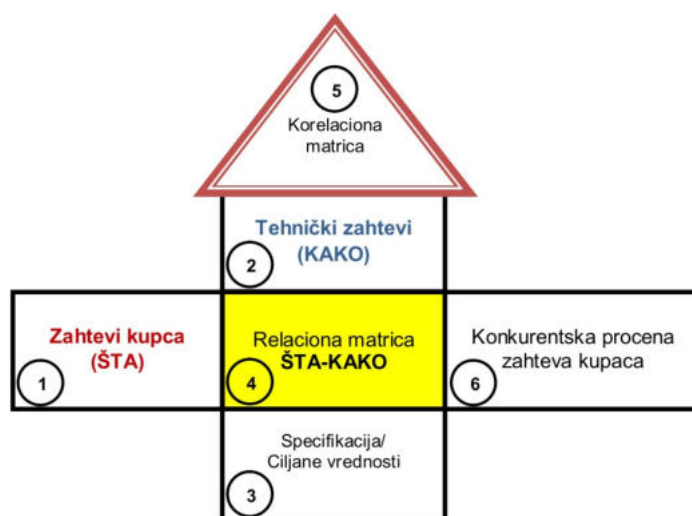 5
Korelaciona
matrica
Tehnički zahtevi
(KAKO)
2
Zahtevi kupca
(ŠTA)
1
Relaciona matrica
ŠTA-KAKO
4
Konkurentska procena
zahteva kupaca
6
Specifikacija/
Ciljane vrednosti
3